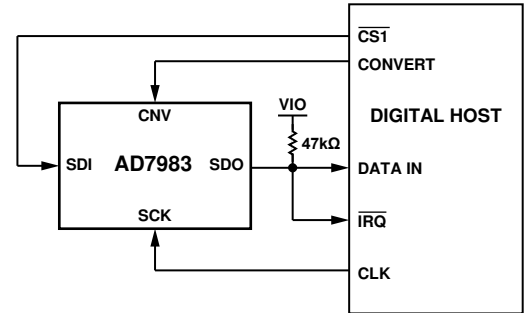 CS1
CONVERT
CNV
VIO
DIGITAL HOST
47kΩ
SDI
AD7983
SDO
DATA IN
SCK
IRQ
CLK